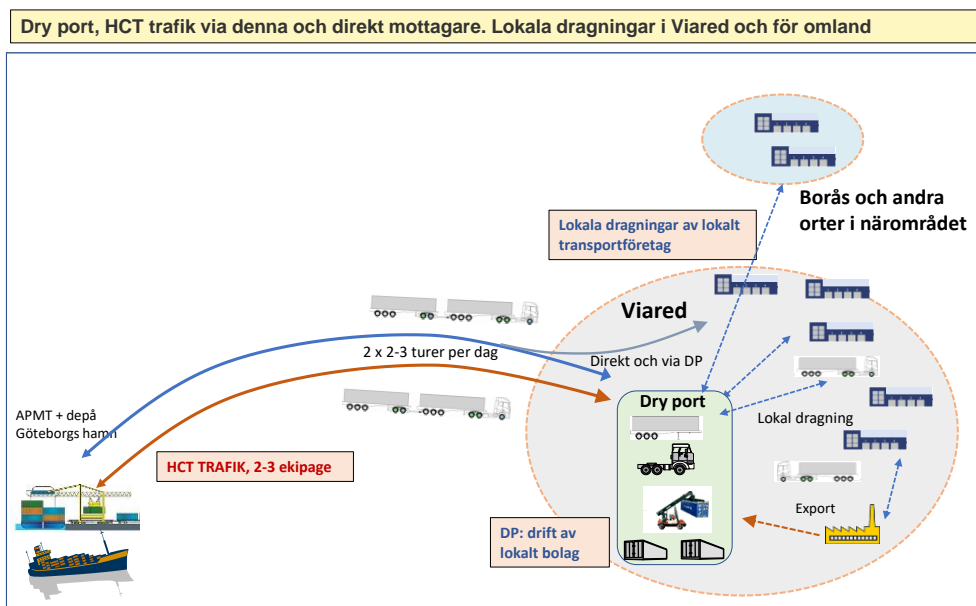 Dry port, HCT trafik via denna och direkt mottagare. Lokala dragningar i Viared och för omland
Borås och andra
orter i närområdet
Lokala dragningar av lokalt
transportföretag
Viared
2 x 2-3 turer per dag
Direkt och via DP
APMT + depå
Göteborgs hamn
Dry port
Lokal dragning
HCT TRAFIK, 2-3 ekipage
Export
DP: drift av
lokalt bolag